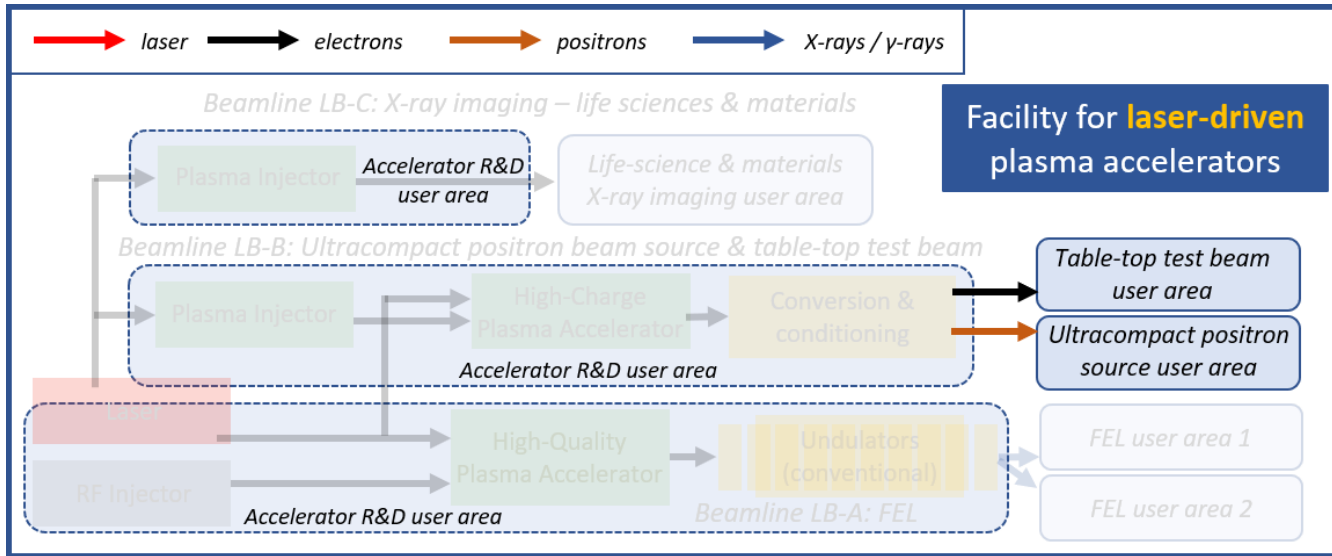 laser
electrons
positrons
X-rays / γ-rays
Beamline LB-C: X-ray imaging – life sciences & materials
Facility for laser-driven
plasma accelerators
Plasma Injector
Accelerator R&D
user area
Life-science & materials
X-ray imaging user area
Beamline LB-B: Ultracompact positron beam source & table-top test beam
Plasma Injector
High-Charge
Plasma Accelerator
Conversion &
conditioning
Table-top test beam
user area
Ultracompact positron
source user area
Accelerator R&D user area
Laser
RF Injector
High-Quality
Plasma Accelerator
Undulators
(conventional)
FEL user area 1
FEL user area 2
Accelerator R&D user area
Beamline LB-A: FEL